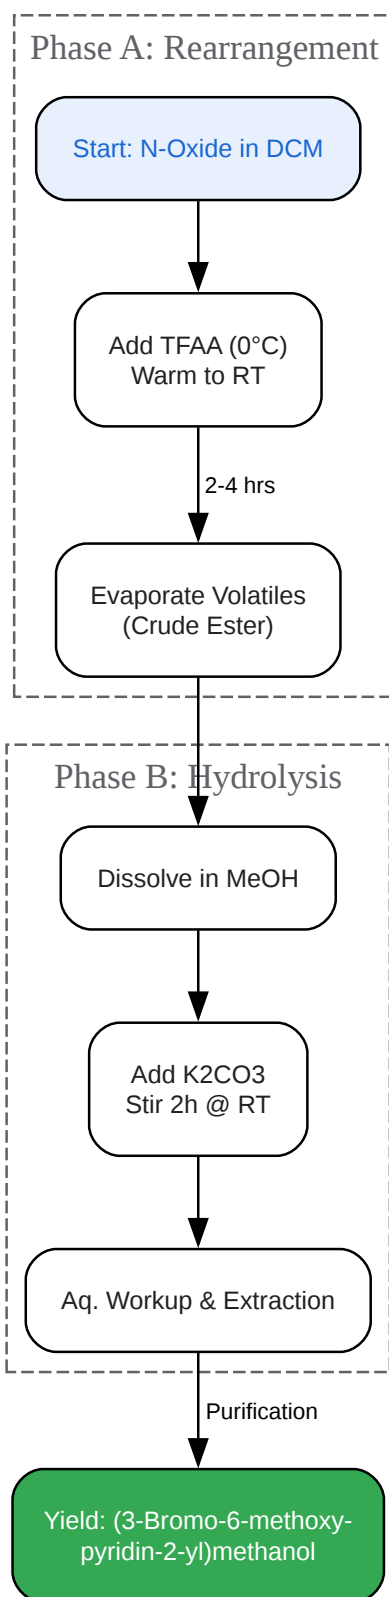 Phase A: Rearrangement
Start: N-Oxide in DCM
Add TFAA (0°C)
Warm to RT
2-4 hrs
Evaporate Volatiles
(Crude Ester)
Phase B: Hydrolysis
Dissolve in MeOH
Add K2CO3
Stir 2h @ RT
Aq. Workup & Extraction
Purification
Yield: (3-Bromo-6-methoxy-
pyridin-2-yl)methanol